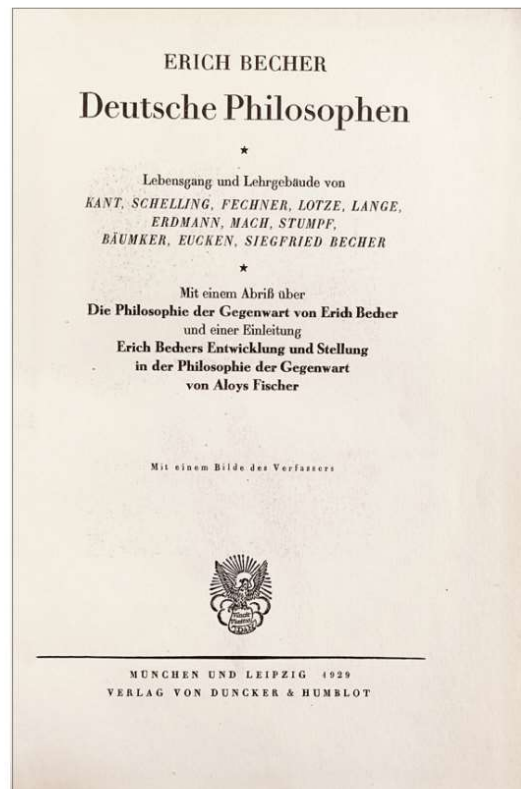 ERICH BECHER
Deutsche Philosophen
Lebensgang und Lehrgebäude von
KANT, SCHELLING, FECHNER, LOTZE, LANGE,
ERDMANN, MACH, STUMPF,
BÄUMKER, EUCKEN, SIEGFRIED BECHER
Mit einem Abriß über
Die Philosophie der Gegenwart von Erich Becher
und einer Einleitung
Erich Bechers Entwicklung und Stellung
in der Philosophie der Gegenwart
von Aloys Fischer
Mit einem Bilde des Verfassers
MÜNCHEN UND LEIPZIG 1929
VERLAG VON DUNCKER & HUMBLOT